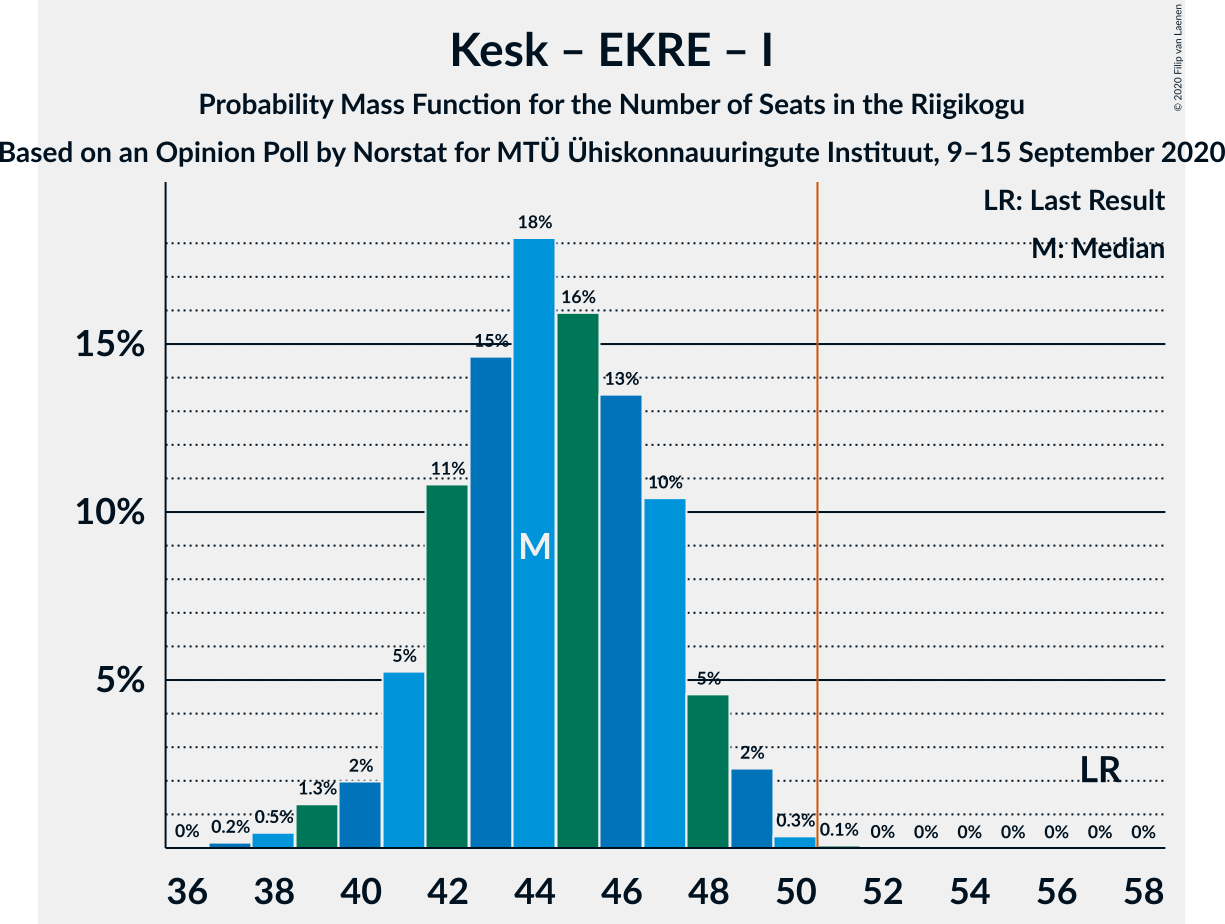 Kesk – EKRE – I
Probability Mass Function for the Number of Seats in the Riigikogu
Based on an Opinion Poll by Norstat for MTÜ Ühiskonnauuringute Instituut, 9–15 September 2020
© 2020 Filip van Laenen
LR: Last Result
M: Median
15%
10%
5%
0%
0.2%
0.5%
1.3%
2%
5%
11%
15%
18%
16%
13%
10%
5%
2%
0.3%
0.1%
0%
0%
0%
0%
0%
0%
0%
M
LR
36 38 40 42 44 46 48 50 52 54 56 58